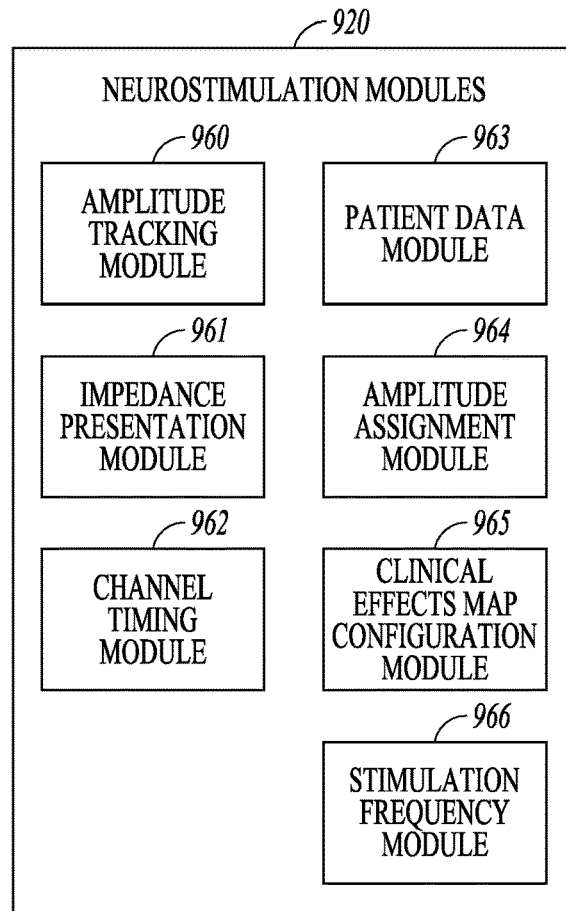 920
NEUROSTIMULATION MODULES
960
AMPLITUDE
TRACKING
MODULE
963
PATIENT DATA
MODULE
961
IMPEDANCE
PRESENTATION
MODULE
964
AMPLITUDE
ASSIGNMENT
MODULE
962
CHANNEL
TIMING
MODULE
965
CLINICAL
EFFECTS MAP
CONFIGURATION
MODULE
966
STIMULATION
FREQUENCY
MODULE